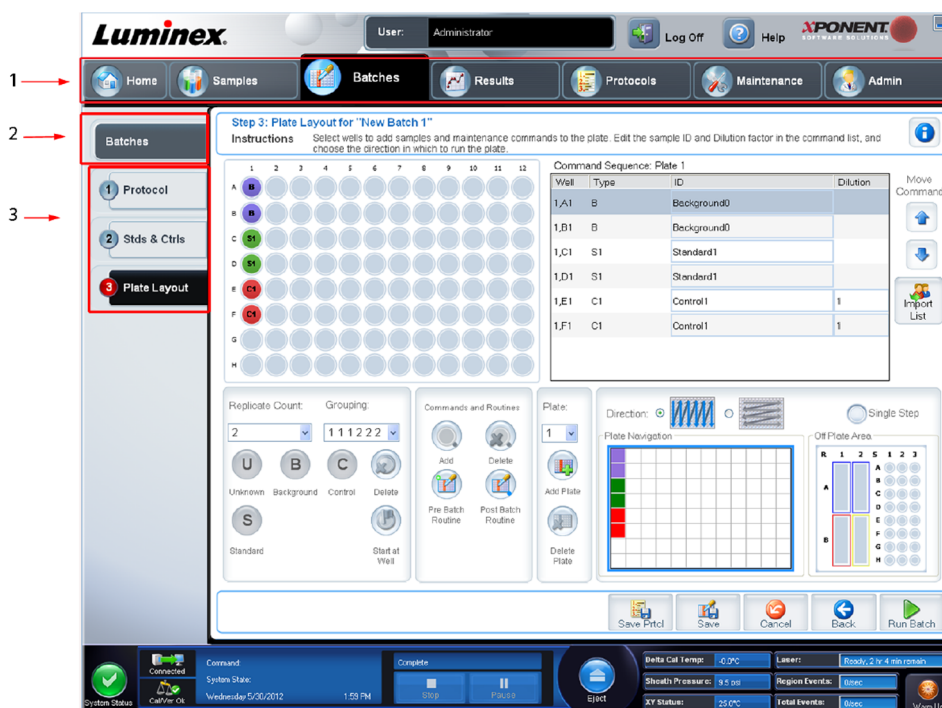 Luminex.
User: Administrator
Log Off
Help
XPONENT.
SOFTWARE SOLUTIONS
1
Home
Samples
Batches
Results
Protocols
Maintenance
Admin
2
Batches
3
1 Protocol
2 Stds & Ctrls
3 Plate Layout
Step 3: Plate Layout for "New Batch 1"
Instructions Select wells to add samples and maintenance commands to the plate. Edit the sample ID and Dilution factor in the command list, and
choose the direction in which to run the plate.
1 2 3 4 5 6 7 8 9 10 11 12
A B
B B
C S1
D S1
E C1
F C1
G
H
Command Sequence: Plate 1
Well Type ID Dilution
1,A1 B Background0
1,B1 B Background0
1,C1 S1 Standard1
1,D1 S1 Standard1
1,E1 C1 Control1 1
1,F1 C1 Control1 1
Move
Command
Import
List
Replicate Count: Grouping:
2 111222
U B C
Unknown Background Control Delete
S
Standard Start at
Well
Commands and Routines
Add Delete
Pre Batch
Routine
Post Batch
Routine
Plate:
1
Add Plate
Delete
Plate
Direction:
Single Step
Plate Navigation
Off Plate Area
R 1 2 S 1 2 3
A
B
A
B
C
D
E
F
G
H
Save Prtcl
Save
Cancel
Back
Run Batch
System Status
Connected
Cal/Ver Ok
Command:
System State:
Wednesday 5/30/2012 1:59 PM
Complete
Stop
Pause
Eject
Delta Cal Temp: -0.0°C
Sheath Pressure: 9.5 psi
XY Status: 25.0°C
Laser: Ready, 2 hr 4 min remain
Region Events: 0/sec
Total Events: 0/sec